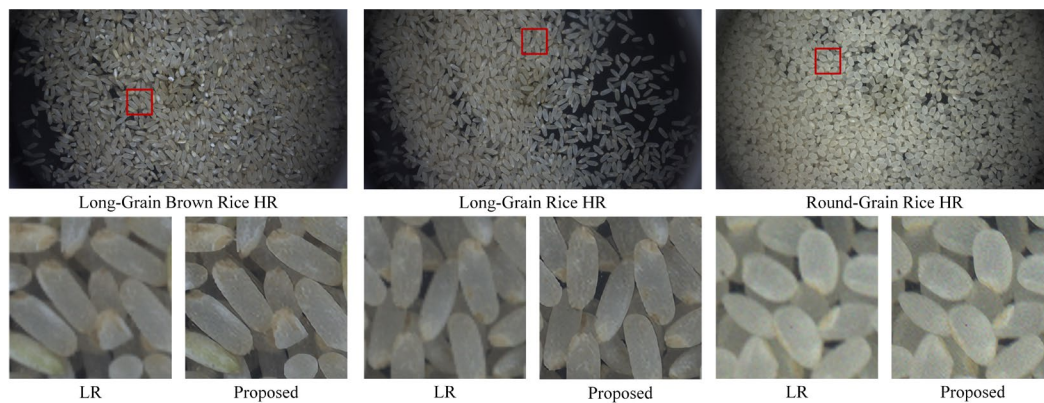 Long-Grain Brown Rice HR
Long-Grain Rice HR
Round-Grain Rice HR
LR
Proposed
LR
Proposed
LR
Proposed